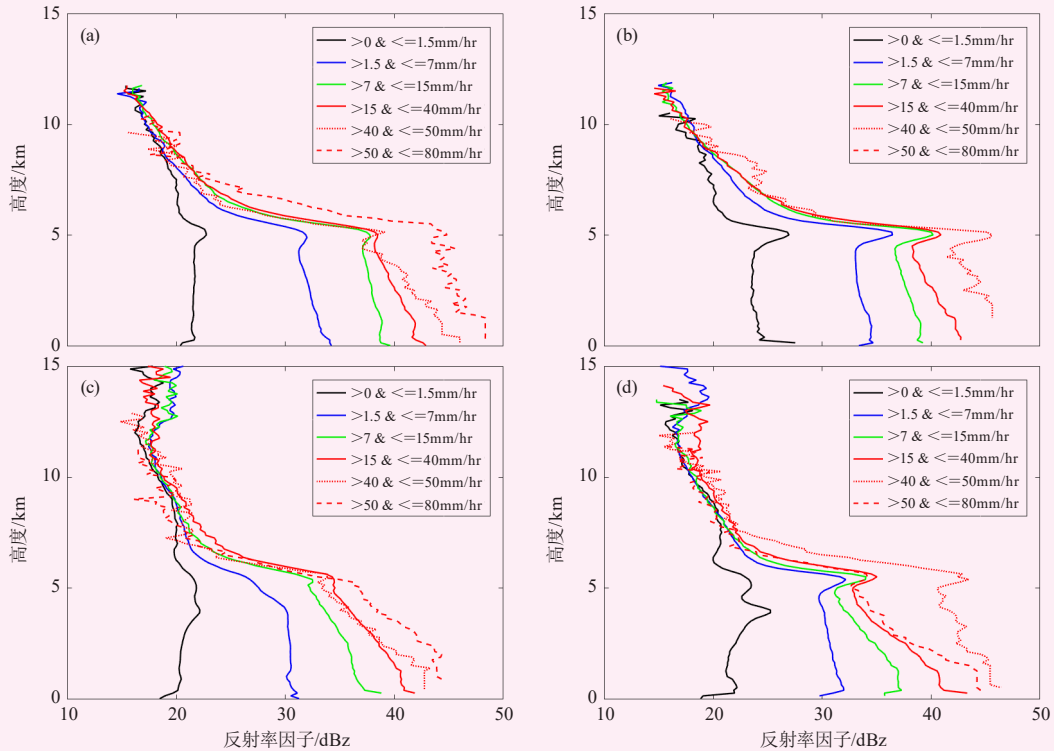 15
(a)
>0 & <=1.5mm/hr
>1.5 & <=7mm/hr
>7 & <=15mm/hr
>15 & <=40mm/hr
>40 & <=50mm/hr
>50 & <=80mm/hr
10
5
0
高度/km
15
(b)
>0 & <=1.5mm/hr
>1.5 & <=7mm/hr
>7 & <=15mm/hr
>15 & <=40mm/hr
>40 & <=50mm/hr
>50 & <=80mm/hr
10
5
0
高度/km
15
(c)
>0 & <=1.5mm/hr
>1.5 & <=7mm/hr
>7 & <=15mm/hr
>15 & <=40mm/hr
>40 & <=50mm/hr
>50 & <=80mm/hr
10
5
0
高度/km
10 20 30 40 50
反射率因子/dBz
15
(d)
>0 & <=1.5mm/hr
>1.5 & <=7mm/hr
>7 & <=15mm/hr
>15 & <=40mm/hr
>40 & <=50mm/hr
>50 & <=80mm/hr
10
5
0
高度/km
10 20 30 40 50
反射率因子/dBz